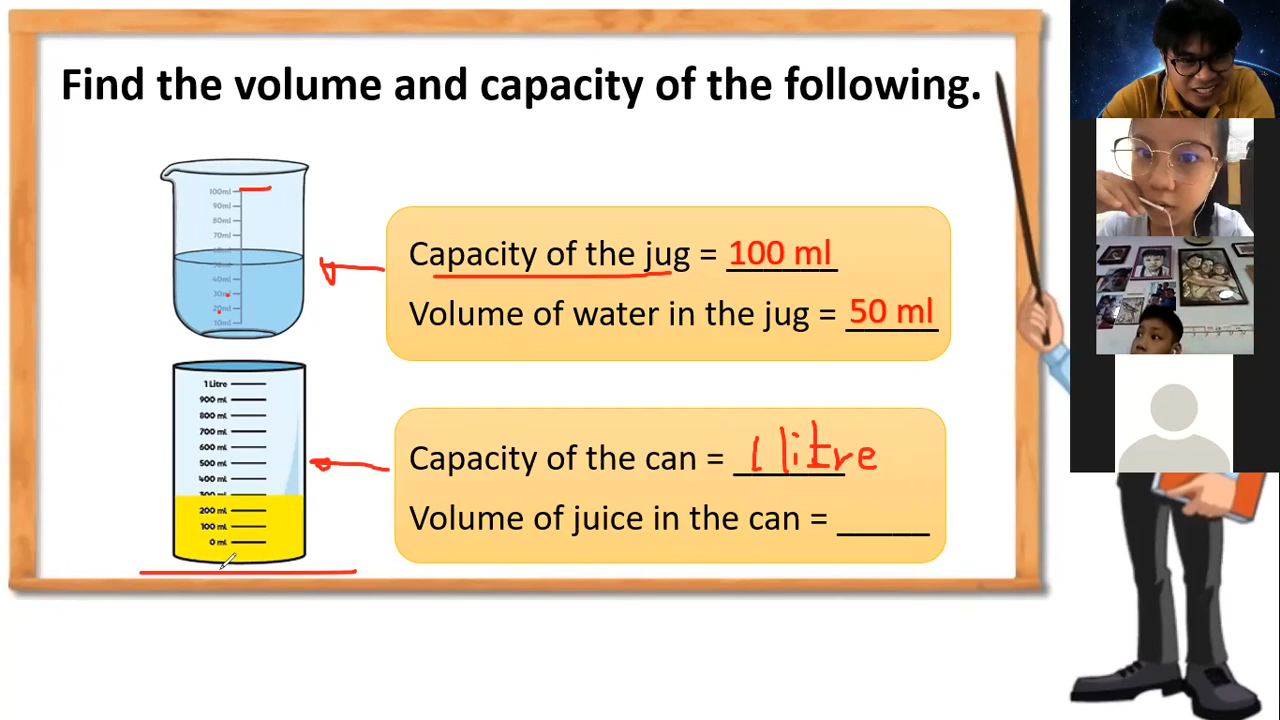 Find the volume and capacity of the following.
100ml
90ml
80ml
70ml
40ml
30ml
20ml
10ml
Capacity of the jug = 100 ml
Volume of water in the jug = 50 ml
1 Litre
900 ml
800 ml
700 ml
600 ml
500 ml
400 ml
300 ml
200 ml
100 ml
0 ml
Capacity of the can = 1 litre
Volume of juice in the can = _____